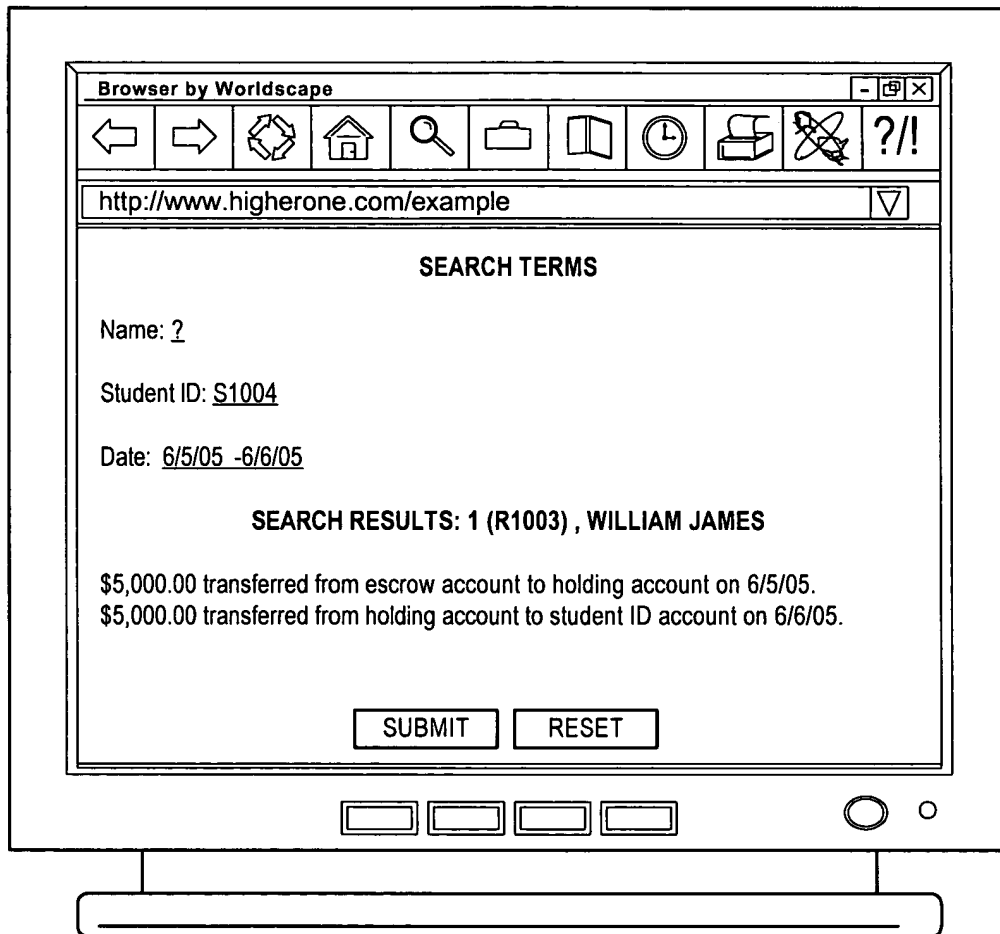 Browser by Worldscape
?/!
http://www.higherone.com/example
SEARCH TERMS
Name: ?
Student ID: S1004
Date: 6/5/05 -6/6/05
SEARCH RESULTS: 1 (R1003) , WILLIAM JAMES
$5,000.00 transferred from escrow account to holding account on 6/5/05.
$5,000.00 transferred from holding account to student ID account on 6/6/05.
SUBMIT RESET